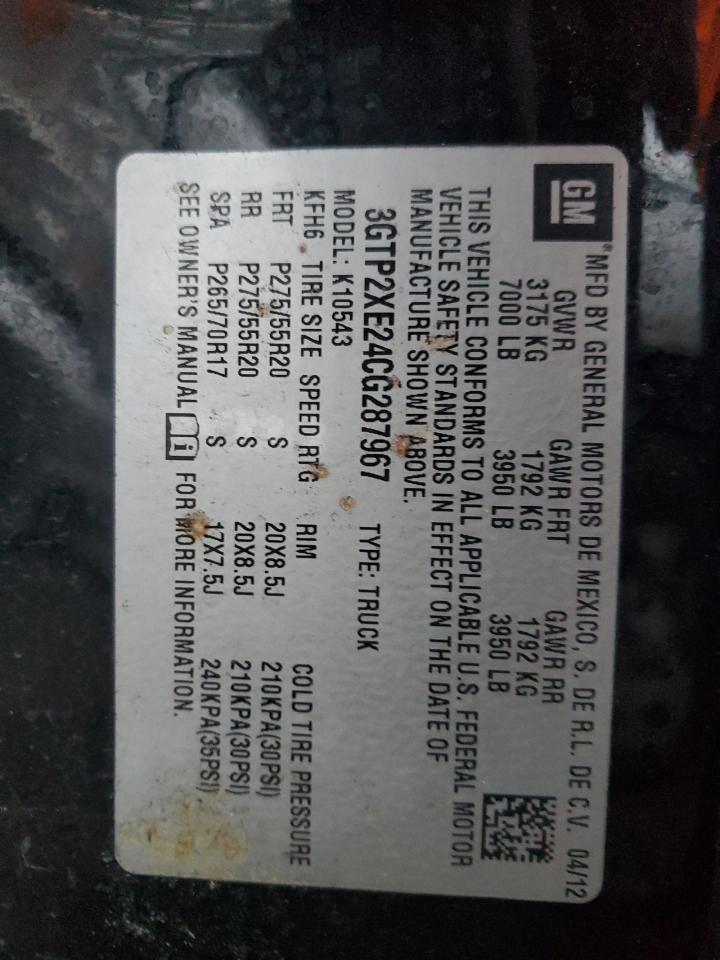 GM
®MFD BY GENERAL MOTORS DE MEXICO, S. DE R.L. DE C.V. 04/12
GVWR GAWR FRT GAWR RR
3175 KG 1792 KG 1792 KG
7000 LB 3950 LB 3950 LB
THIS VEHICLE CONFORMS TO ALL APPLICABLE U.S. FEDERAL MOTOR
VEHICLE SAFETY STANDARDS IN EFFECT ON THE DATE OF
MANUFACTURE SHOWN ABOVE.
3GTP2XE24CG287967 TYPE: TRUCK
MODEL: K10543
KFH6 TIRE SIZE SPEED RTG RIM COLD TIRE PRESSURE
FRT P275/55R20 S 20X8.5J 210KPA(30PSI)
RR P275/55R20 S 20X8.5J 210KPA(30PSI)
SPA P265/70R17 S 17X7.5J 240KPA(35PSI)
SEE OWNER'S MANUAL i FOR MORE INFORMATION.